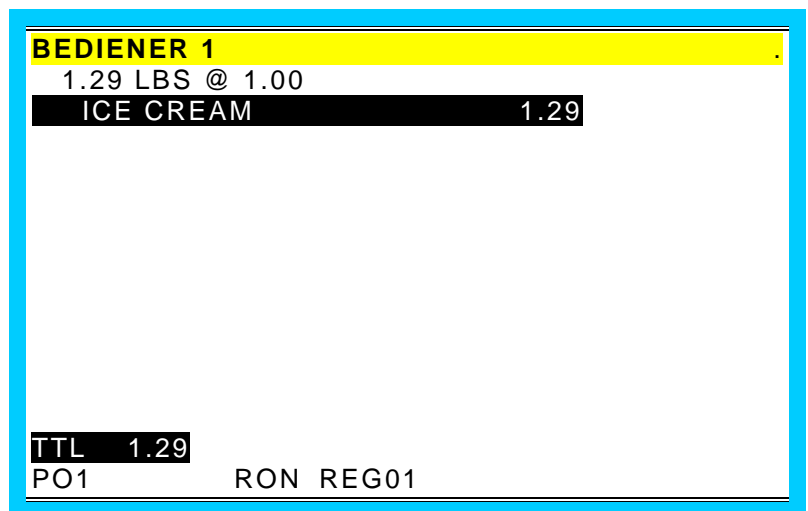 BEDIENER 1 .
1.29 LBS @ 1.00
ICE CREAM 1.29
TTL 1.29
PO1 RON REG01